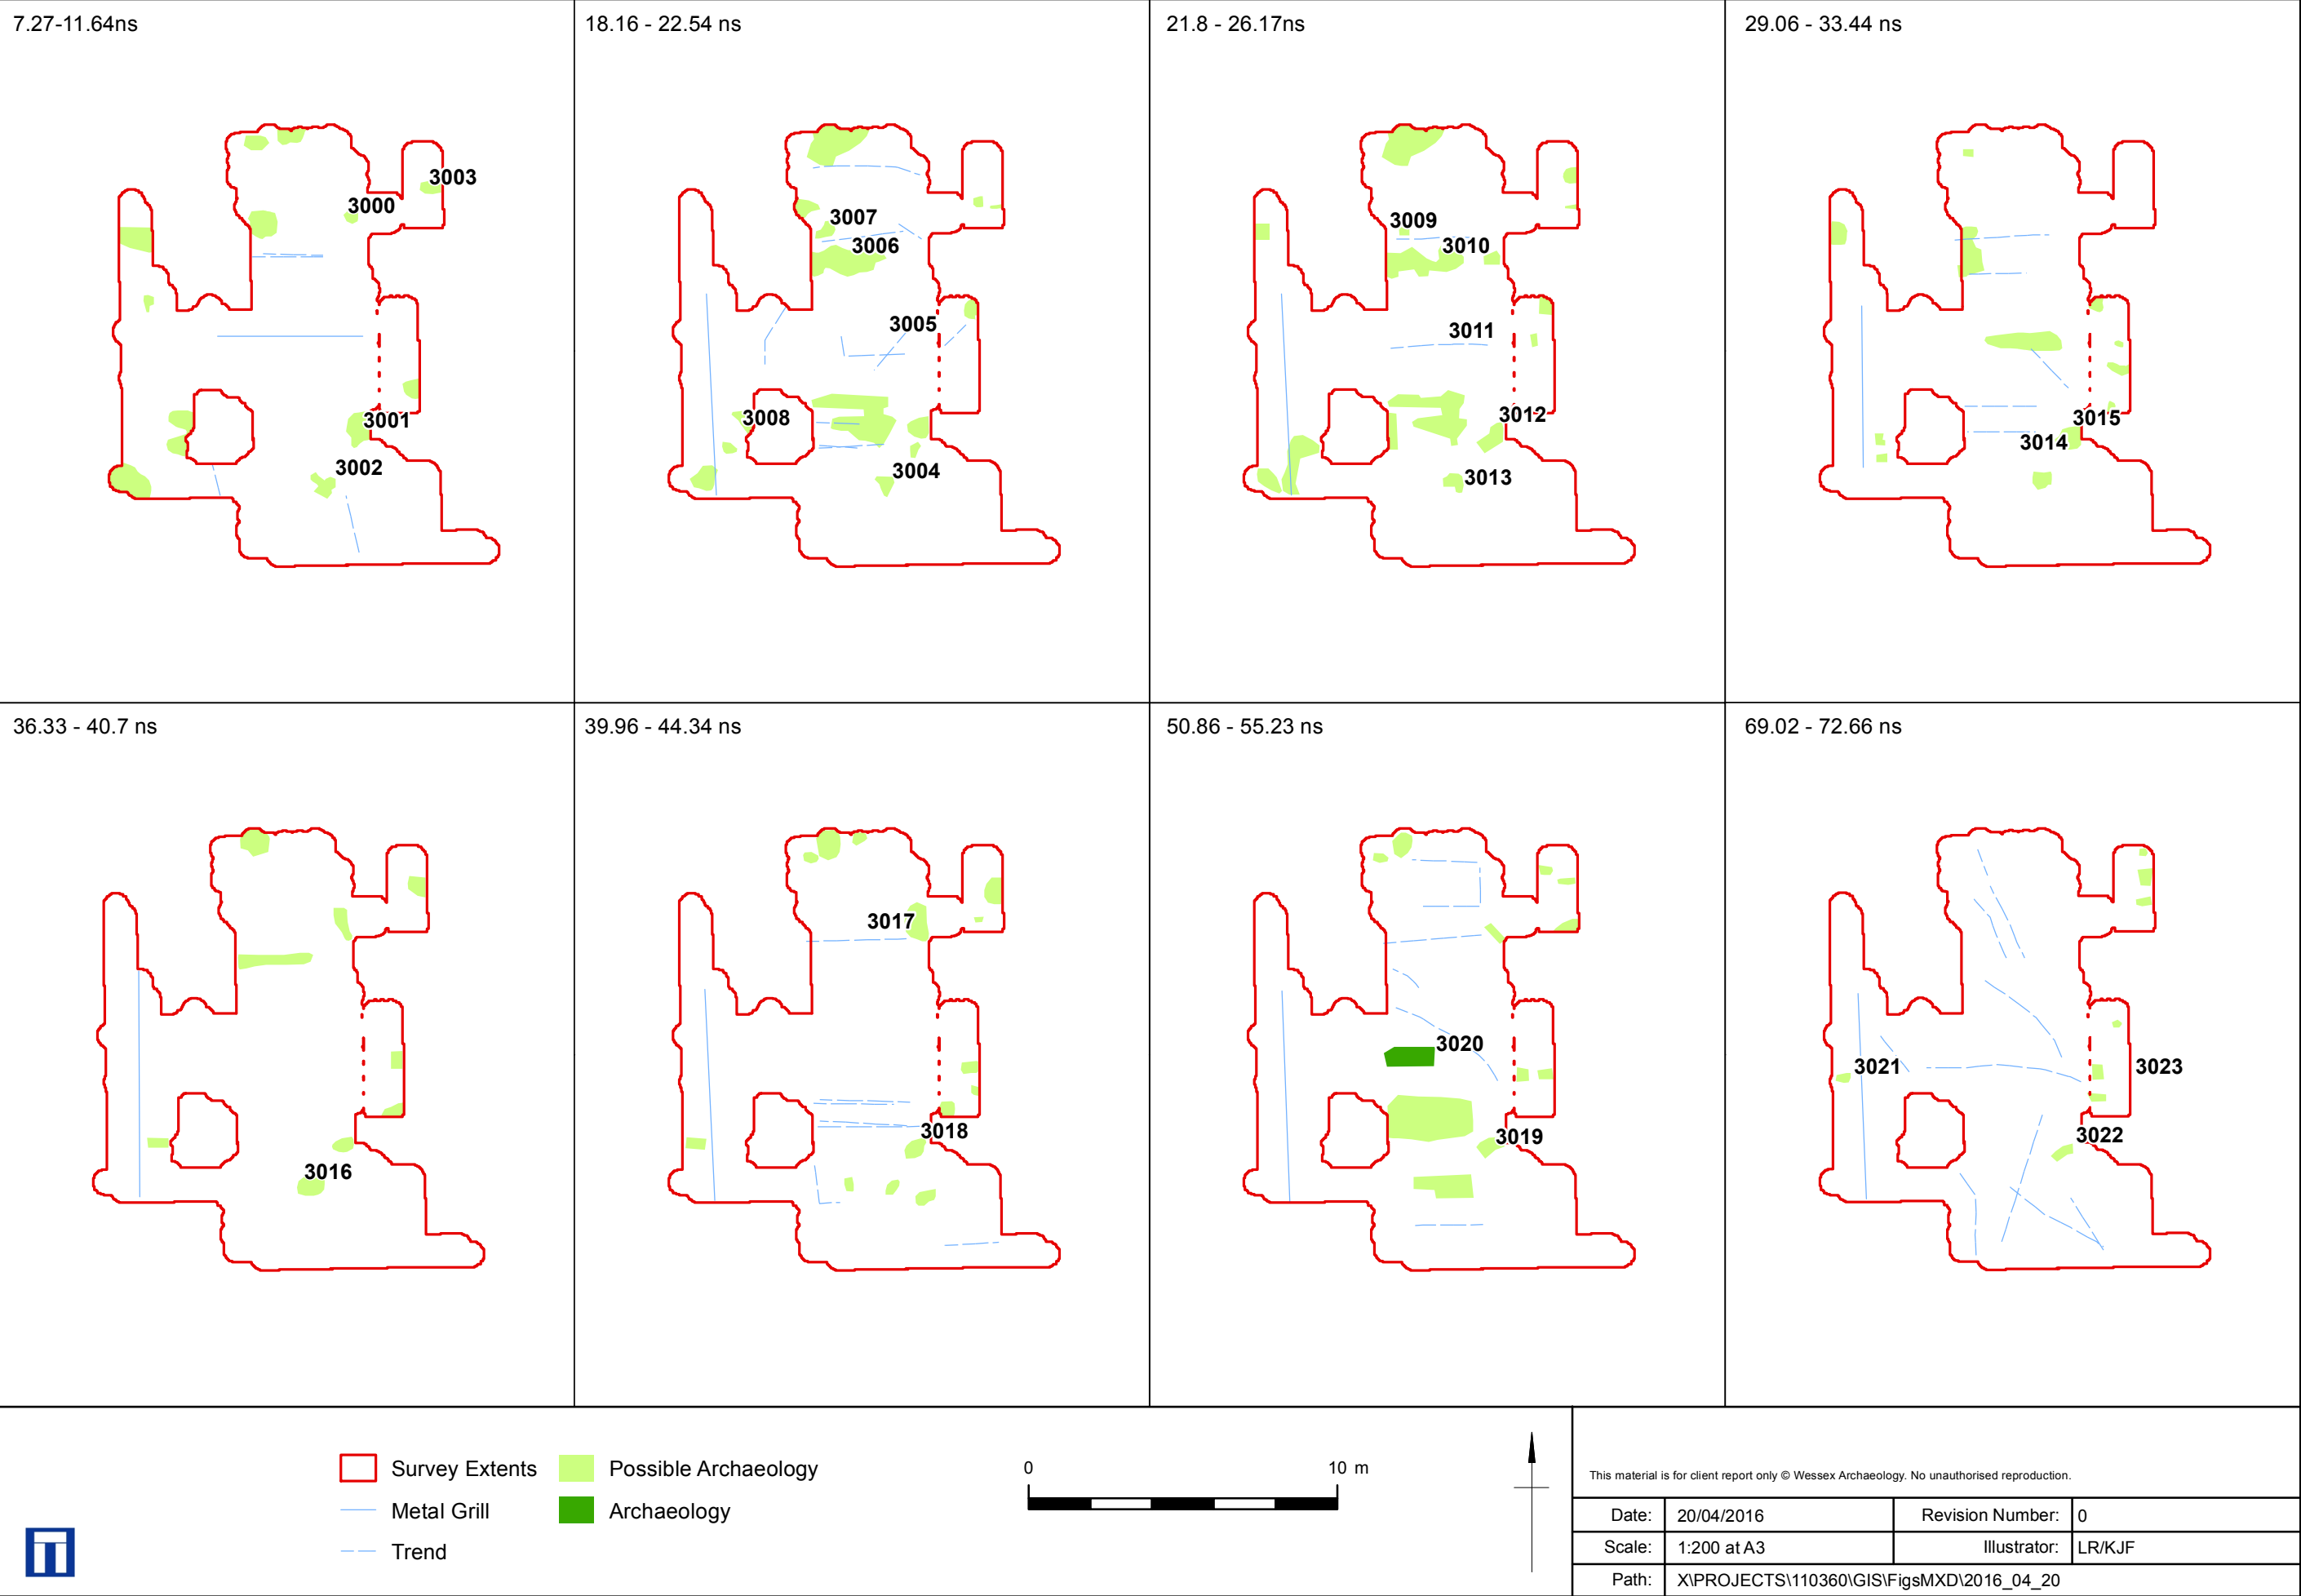 7.27-11.64ns
18.16 - 22.54 ns
21.8 - 26.17ns
29.06 - 33.44 ns
3003
3000
3001
3002
3007
3006
3005
3008
3004
3009
3010
3011
3012
3013
3015
3014
36.33 - 40.7 ns
39.96 - 44.34 ns
50.86 - 55.23 ns
69.02 - 72.66 ns
3016
3017
3018
3020
3019
3021
3023
3022
Survey Extents
Metal Grill
Trend
Possible Archaeology
Archaeology
0 10 m
This material is for client report only © Wessex Archaeology. No unauthorised reproduction.
Date: 20/04/2016 Revision Number: 0
Scale: 1:200 at A3 Illustrator: LR/KJF
Path: X\PROJECTS\110360\GIS\FigsMXD\2016_04_20